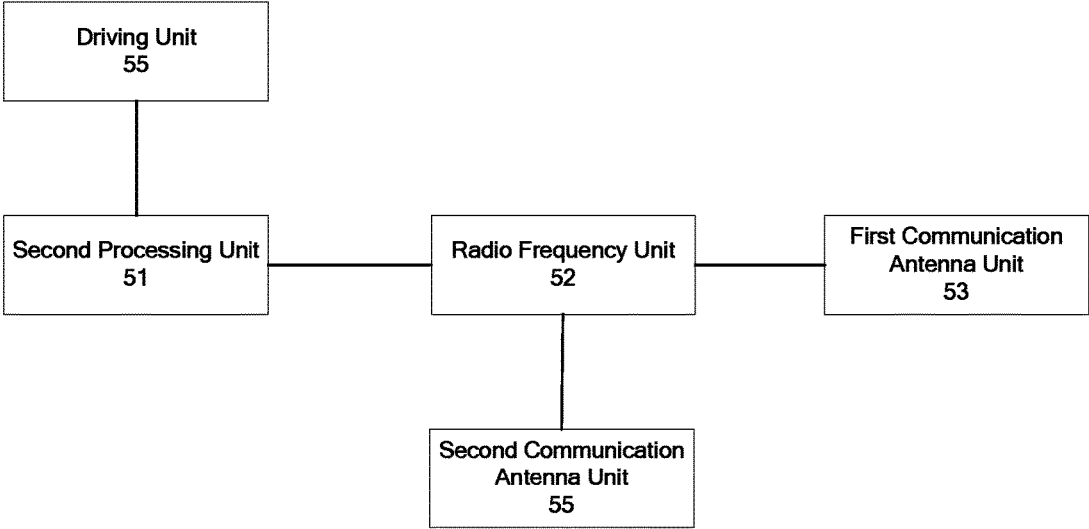 Driving Unit
55
Second Processing Unit
51
Radio Frequency Unit
52
First Communication
Antenna Unit
53
Second Communication
Antenna Unit
55